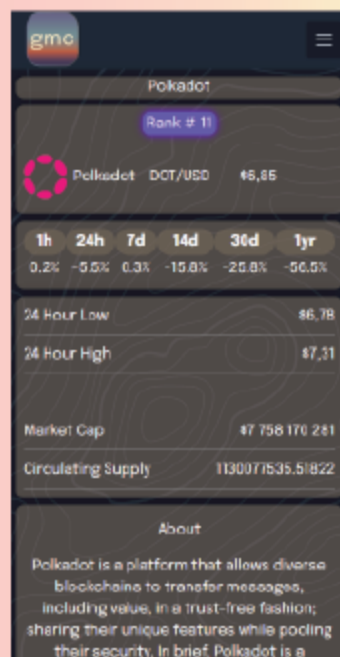 gmc
Polkadot
Rank # 11
Polkadot DOT/USD $6,85
1h 24h 7d 14d 30d 1yr
0.2% -5.5% 0.3% -15.8% -25.8% -56.5%
24 Hour Low $6,78
24 Hour High $7,31
Market Cap $7 758 170 281
Circulating Supply 1130077535.51822
About
Polkadot is a platform that allows diverse
blockchains to transfer messages,
including value, in a trust-free fashion;
sharing their unique features while pooling
their security. In brief, Polkadot is a